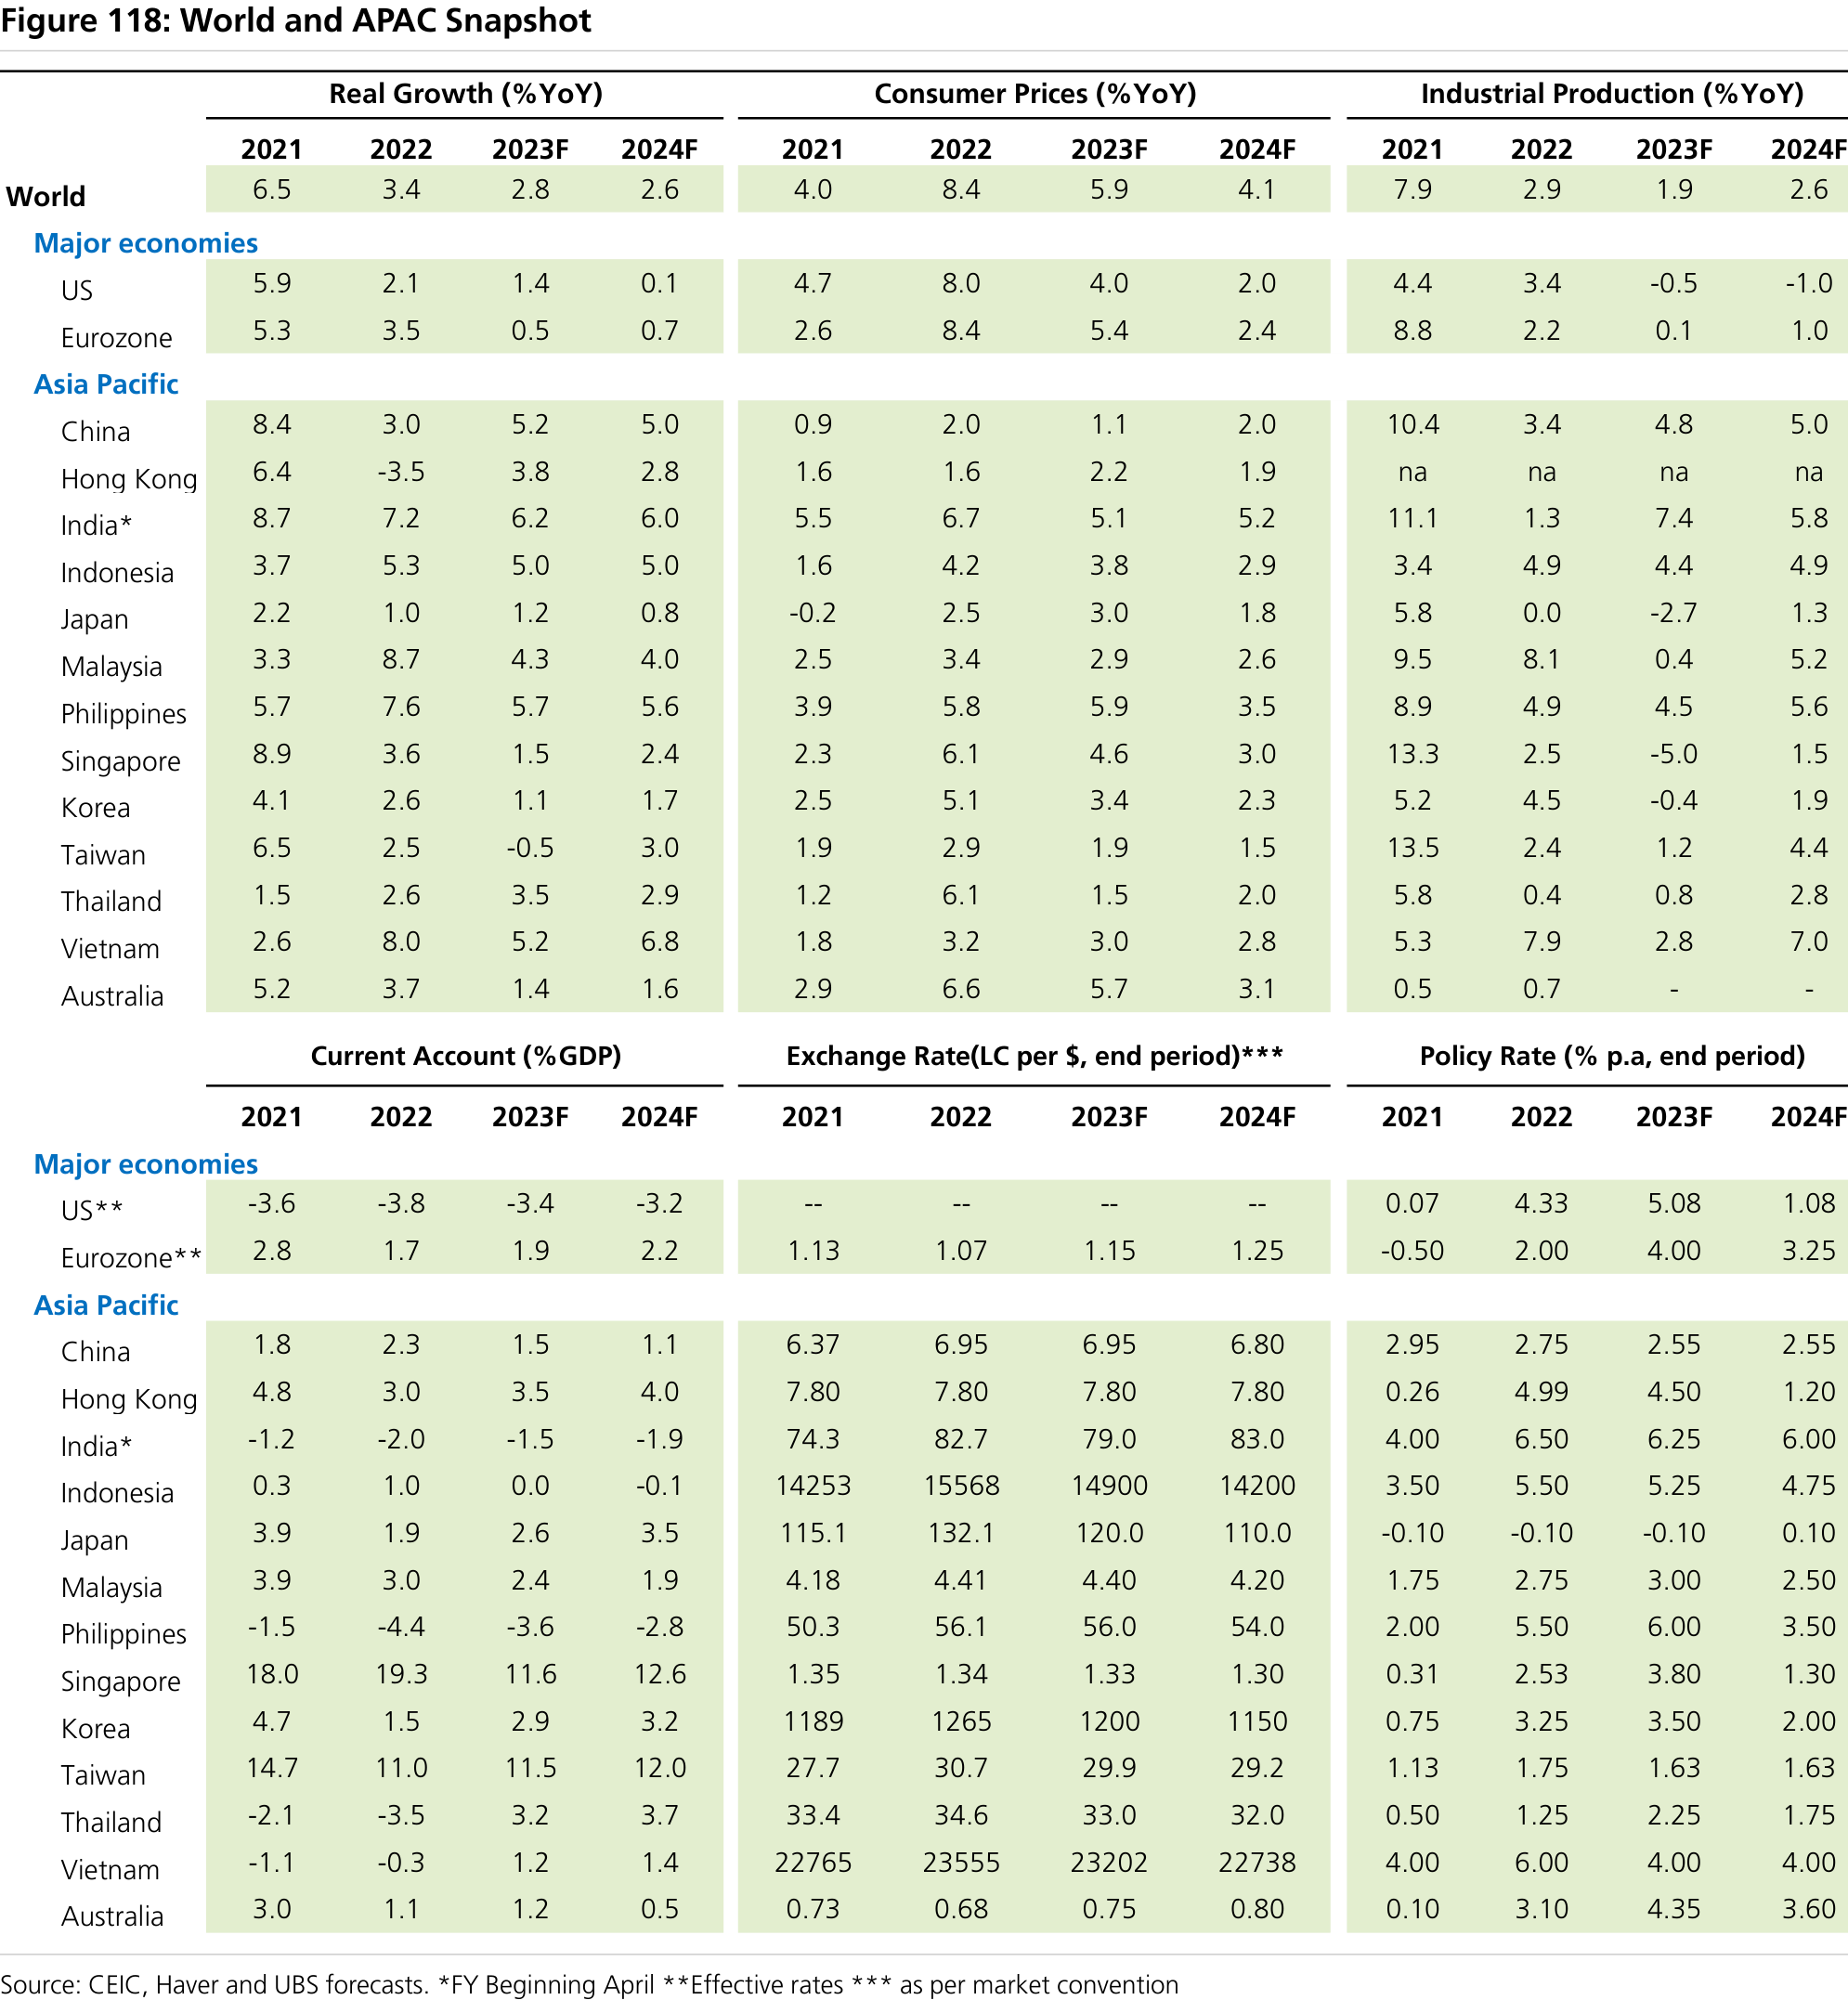 Figure 118: World and APAC Snapshot
Real Growth (%YoY) Consumer Prices (%YoY) Industrial Production (%YoY)
2021 2022 2023F 2024F 2021 2022 2023F 2024F 2021 2022 2023F 2024F
World 6.5 3.4 2.8 2.6 4.0 8.4 5.9 4.1 7.9 2.9 1.9 2.6
Major economies
US 5.9 2.1 1.4 0.1 4.7 8.0 4.0 2.0 4.4 3.4 -0.5 -1.0
Eurozone 5.3 3.5 0.5 0.7 2.6 8.4 5.4 2.4 8.8 2.2 0.1 1.0
Asia Pacific
China 8.4 3.0 5.2 5.0 0.9 2.0 1.1 2.0 10.4 3.4 4.8 5.0
Hong Kong 6.4 -3.5 3.8 2.8 1.6 1.6 2.2 1.9 na na na na
India* 8.7 7.2 6.2 6.0 5.5 6.7 5.1 5.2 11.1 1.3 7.4 5.8
Indonesia 3.7 5.3 5.0 5.0 1.6 4.2 3.8 2.9 3.4 4.9 4.4 4.9
Japan 2.2 1.0 1.2 0.8 -0.2 2.5 3.0 1.8 5.8 0.0 -2.7 1.3
Malaysia 3.3 8.7 4.3 4.0 2.5 3.4 2.9 2.6 9.5 8.1 0.4 5.2
Philippines 5.7 7.6 5.7 5.6 3.9 5.8 5.9 3.5 8.9 4.9 4.5 5.6
Singapore 8.9 3.6 1.5 2.4 2.3 6.1 4.6 3.0 13.3 2.5 -5.0 1.5
Korea 4.1 2.6 1.1 1.7 2.5 5.1 3.4 2.3 5.2 4.5 -0.4 1.9
Taiwan 6.5 2.5 -0.5 3.0 1.9 2.9 1.9 1.5 13.5 2.4 1.2 4.4
Thailand 1.5 2.6 3.5 2.9 1.2 6.1 1.5 2.0 5.8 0.4 0.8 2.8
Vietnam 2.6 8.0 5.2 6.8 1.8 3.2 3.0 2.8 5.3 7.9 2.8 7.0
Australia 5.2 3.7 1.4 1.6 2.9 6.6 5.7 3.1 0.5 0.7 - -
Current Account (%GDP) Exchange Rate(LC per $, end period)*** Policy Rate (% p.a, end period)
2021 2022 2023F 2024F 2021 2022 2023F 2024F 2021 2022 2023F 2024F
Major economies
US** -3.6 -3.8 -3.4 -3.2 -- -- -- -- 0.07 4.33 5.08 1.08
Eurozone** 2.8 1.7 1.9 2.2 1.13 1.07 1.15 1.25 -0.50 2.00 4.00 3.25
Asia Pacific
China 1.8 2.3 1.5 1.1 6.37 6.95 6.95 6.80 2.95 2.75 2.55 2.55
Hong Kong 4.8 3.0 3.5 4.0 7.80 7.80 7.80 7.80 0.26 4.99 4.50 1.20
India* -1.2 -2.0 -1.5 -1.9 74.3 82.7 79.0 83.0 4.00 6.50 6.25 6.00
Indonesia 0.3 1.0 0.0 -0.1 14253 15568 14900 14200 3.50 5.50 5.25 4.75
Japan 3.9 1.9 2.6 3.5 115.1 132.1 120.0 110.0 -0.10 -0.10 -0.10 0.10
Malaysia 3.9 3.0 2.4 1.9 4.18 4.41 4.40 4.20 1.75 2.75 3.00 2.50
Philippines -1.5 -4.4 -3.6 -2.8 50.3 56.1 56.0 54.0 2.00 5.50 6.00 3.50
Singapore 18.0 19.3 11.6 12.6 1.35 1.34 1.33 1.30 0.31 2.53 3.80 1.30
Korea 4.7 1.5 2.9 3.2 1189 1265 1200 1150 0.75 3.25 3.50 2.00
Taiwan 14.7 11.0 11.5 12.0 27.7 30.7 29.9 29.2 1.13 1.75 1.63 1.63
Thailand -2.1 -3.5 3.2 3.7 33.4 34.6 33.0 32.0 0.50 1.25 2.25 1.75
Vietnam -1.1 -0.3 1.2 1.4 22765 23555 23202 22738 4.00 6.00 4.00 4.00
Australia 3.0 1.1 1.2 0.5 0.73 0.68 0.75 0.80 0.10 3.10 4.35 3.60
Source: CEIC, Haver and UBS forecasts. *FY Beginning April **Effective rates *** as per market convention